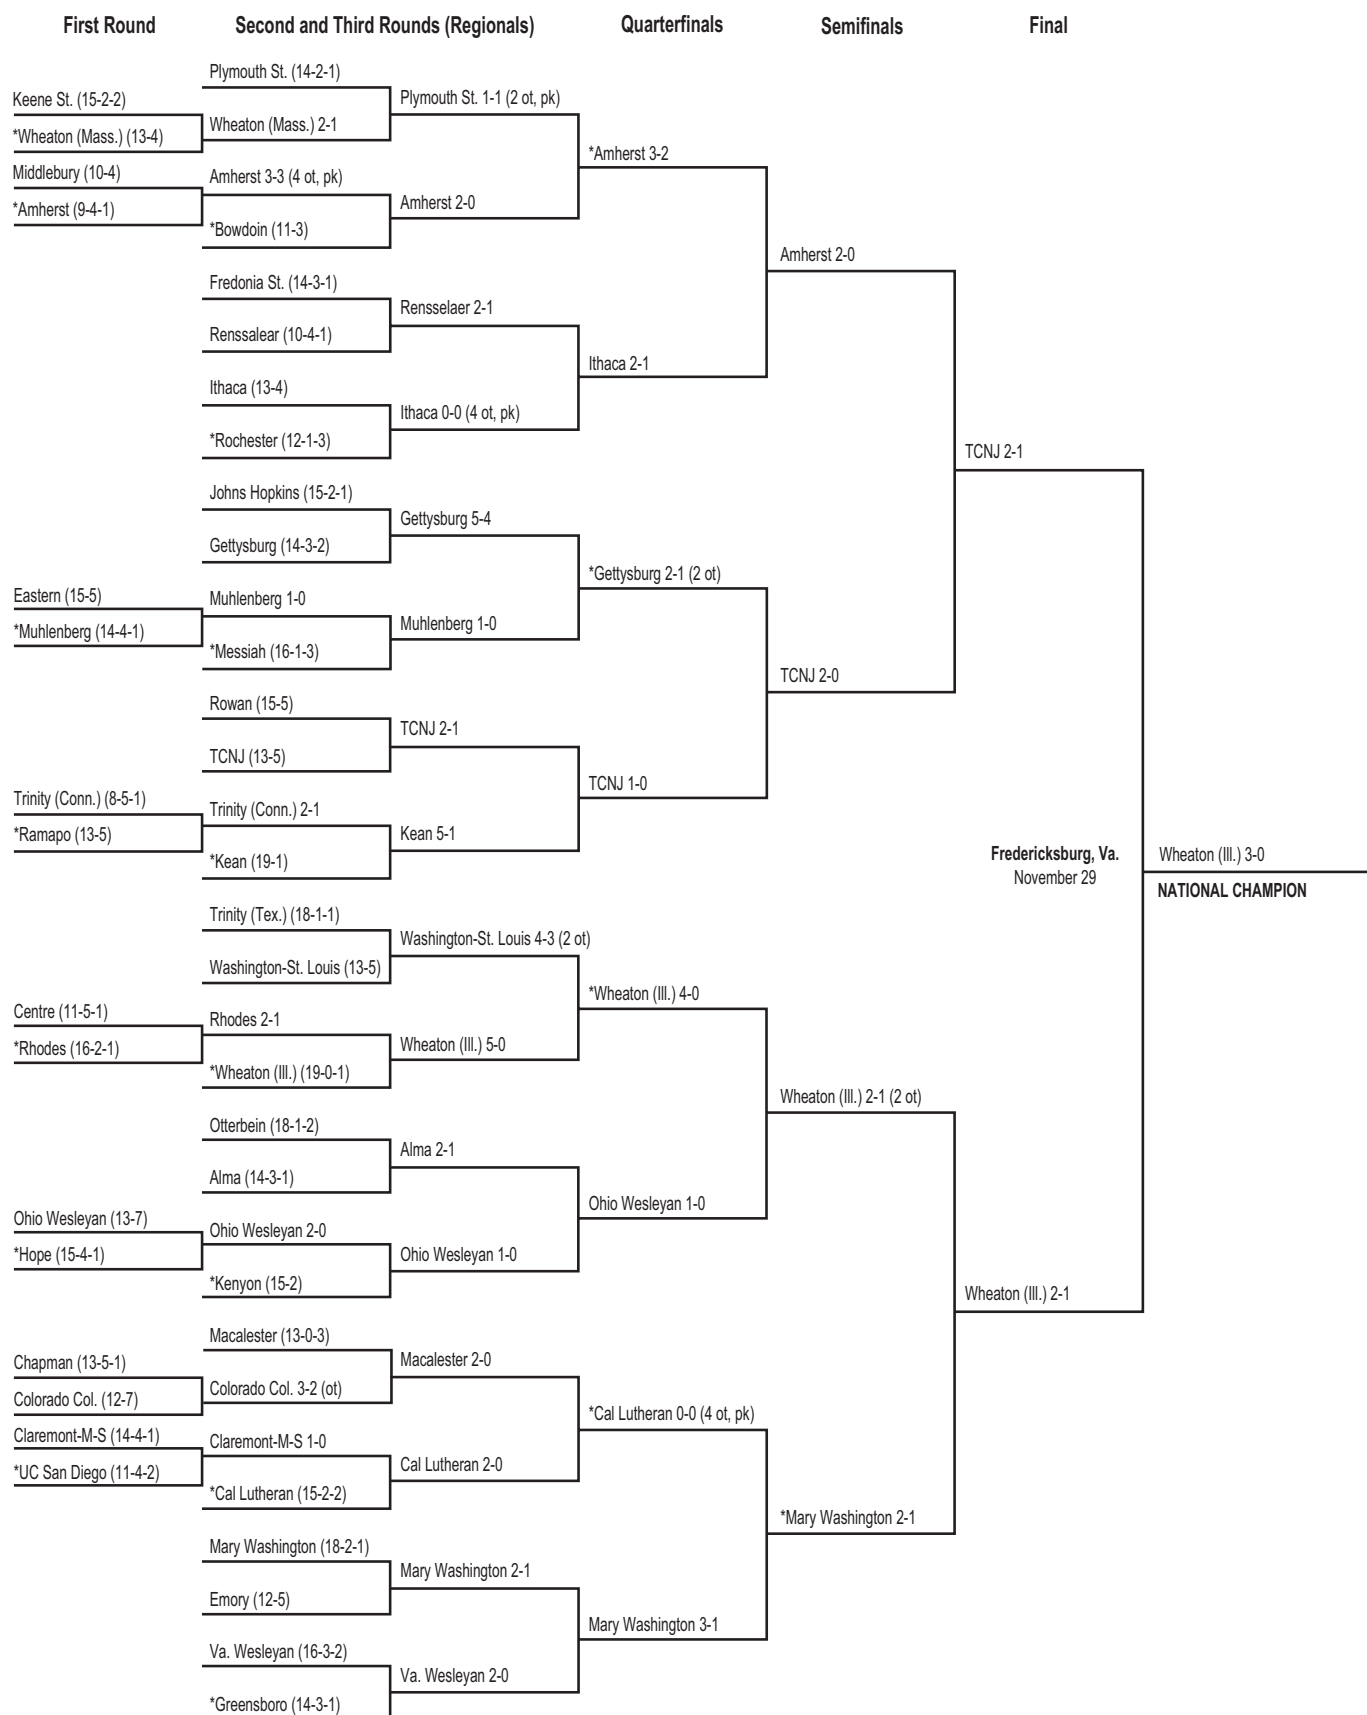 First Round
Second and Third Rounds (Regionals)
Quarterfinals
Semifinals
Final
Keene St. (15-2-2)
*Wheaton (Mass.) (13-4)
Middlebury (10-4)
*Amherst (9-4-1)
Eastern (15-5)
*Muhlenberg (14-4-1)
Trinity (Conn.) (8-5-1)
*Ramapo (13-5)
Centre (11-5-1)
*Rhodes (16-2-1)
Ohio Wesleyan (13-7)
*Hope (15-4-1)
Chapman (13-5-1)
Colorado Col. (12-7)
Claremont-M-S (14-4-1)
*UC San Diego (11-4-2)
Plymouth St. (14-2-1)
Wheaton (Mass.) 2-1
Amherst 3-3 (4 ot, pk)
*Bowdoin (11-3)
Fredonia St. (14-3-1)
Renssalear (10-4-1)
Ithaca (13-4)
*Rochester (12-1-3)
Johns Hopkins (15-2-1)
Gettysburg (14-3-2)
Muhlenberg 1-0
*Messiah (16-1-3)
Rowan (15-5)
TCNJ (13-5)
Trinity (Conn.) 2-1
*Kean (19-1)
Trinity (Tex.) (18-1-1)
Washington-St. Louis (13-5)
Rhodes 2-1
*Wheaton (Ill.) (19-0-1)
Otterbein (18-1-2)
Alma (14-3-1)
Ohio Wesleyan 2-0
*Kenyon (15-2)
Macalester (13-0-3)
Colorado Col. 3-2 (ot)
Claremont-M-S 1-0
*Cal Lutheran (15-2-2)
Mary Washington (18-2-1)
Emory (12-5)
Va. Wesleyan (16-3-2)
*Greensboro (14-3-1)
Plymouth St. 1-1 (2 ot, pk)
Amherst 2-0
Rensselaer 2-1
Ithaca 0-0 (4 ot, pk)
Gettysburg 5-4
Muhlenberg 1-0
TCNJ 2-1
Kean 5-1
Washington-St. Louis 4-3 (2 ot)
Wheaton (Ill.) 5-0
Alma 2-1
Ohio Wesleyan 1-0
Macalester 2-0
Cal Lutheran 2-0
Mary Washington 2-1
Va. Wesleyan 2-0
*Amherst 3-2
Ithaca 2-1
*Gettysburg 2-1 (2 ot)
TCNJ 1-0
*Wheaton (Ill.) 4-0
Ohio Wesleyan 1-0
*Cal Lutheran 0-0 (4 ot, pk)
Mary Washington 3-1
Amherst 2-0
TCNJ 2-0
Wheaton (Ill.) 2-1 (2 ot)
*Mary Washington 2-1
TCNJ 2-1
Wheaton (Ill.) 2-1
Fredericksburg, Va.
November 29
Wheaton (Ill.) 3-0
NATIONAL CHAMPION